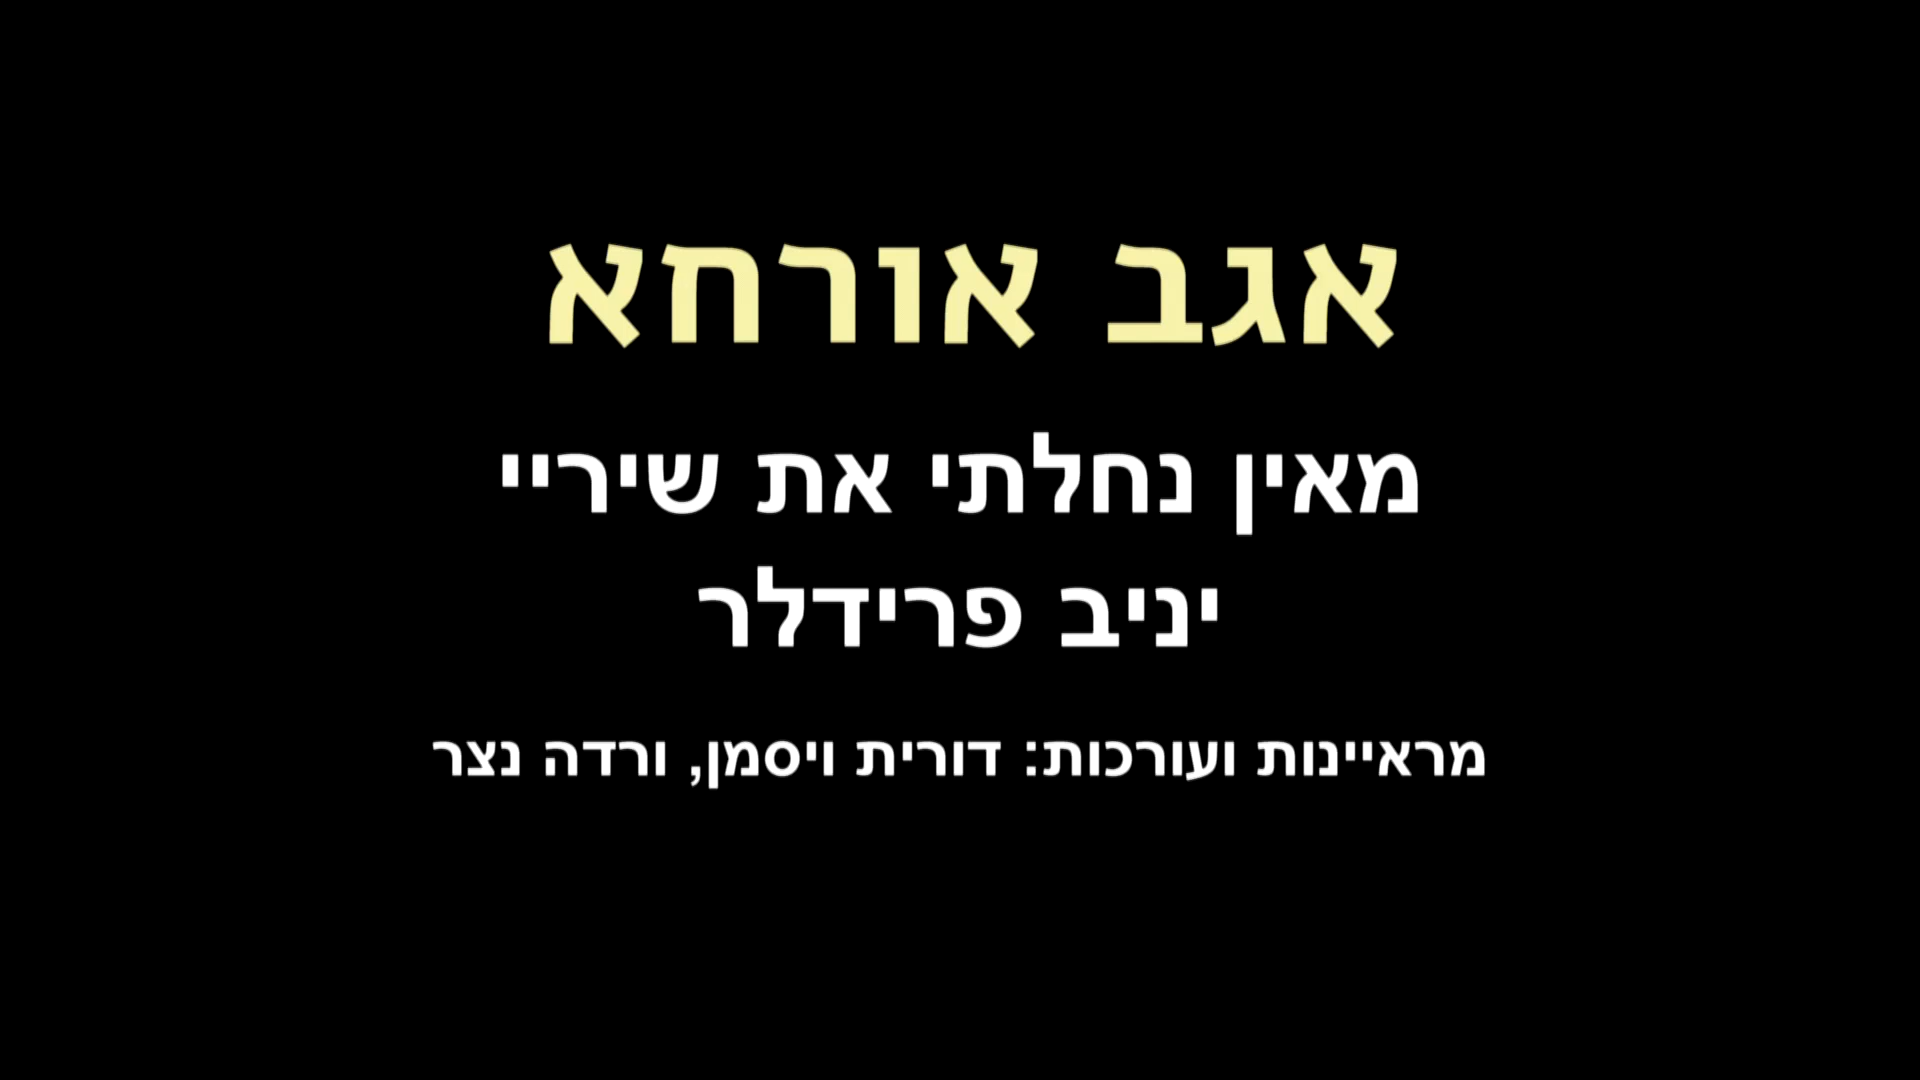 אגב אורחא
מאין נחלתי את שיריי
יניב פרידלר
מראיינות ועורכות: דורית ויסמן, ורדה נצר